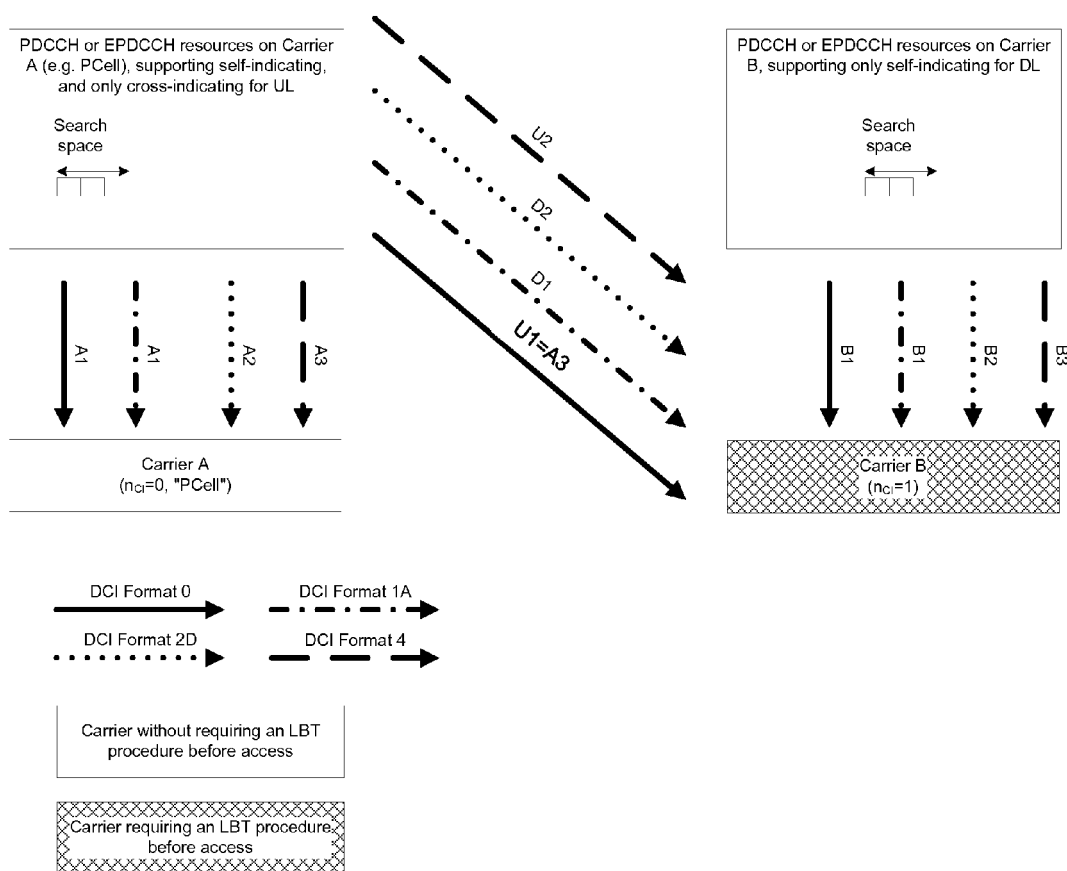 PDCCH or EPDCCH resources on Carrier
A (e.g. PCell), supporting self-indicating,
and only cross-indicating for UL
Search
space
PDCCH or EPDCCH resources on Carrier
B, supporting only self-indicating for DL
Search
space
U2
D2
D1
U1=A3
A1
A1
A2
A3
B1
B1
B2
B3
Carrier A
(nCI=0, "PCell")
Carrier B
(nCI=1)
DCI Format 0
DCI Format 1A
DCI Format 2D
DCI Format 4
Carrier without requiring an LBT
procedure before access
Carrier requiring an LBT procedure
before access